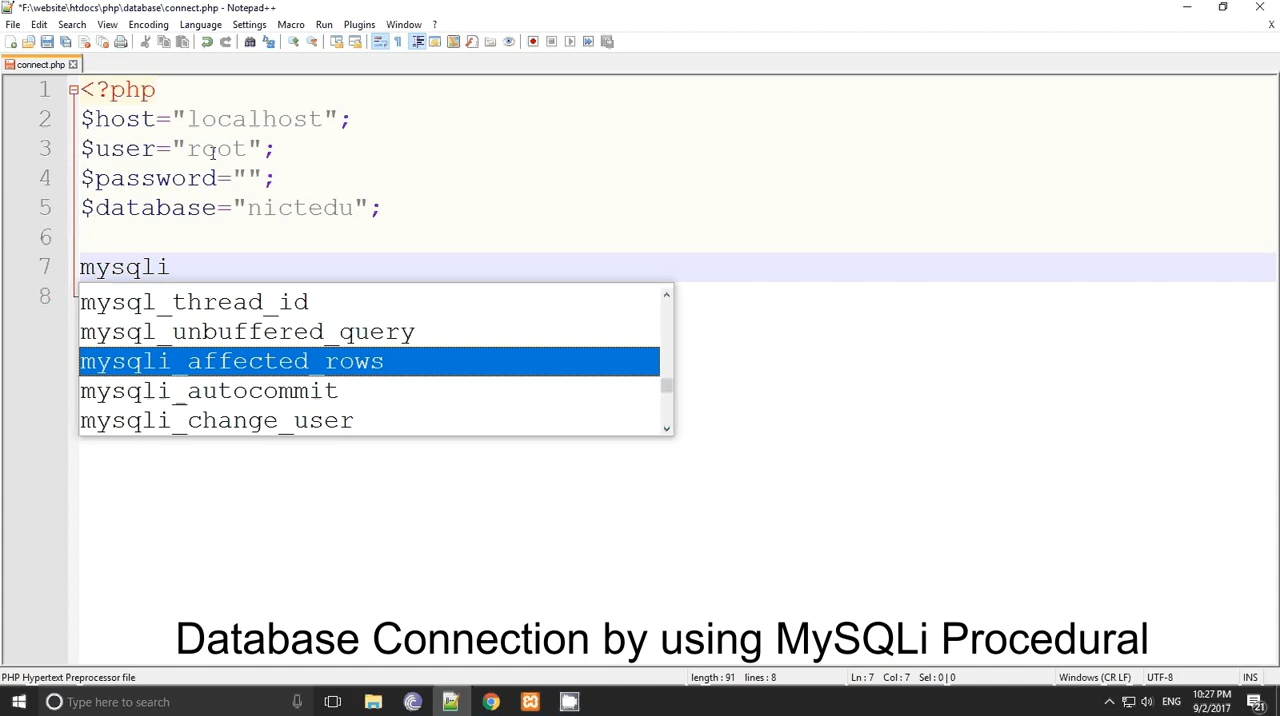 *F:\website\htdocs\php\database\connect.php - Notepad++
File Edit Search View Encoding Language Settings Macro Run Plugins Window ?
connect.php
1 <?php
2 $host="localhost";
3 $user="root";
4 $password="";
5 $database="nictedu";
6
7 mysqli
8
mysql_thread_id
mysql_unbuffered_query
mysqli_affected_rows
mysqli_autocommit
mysqli_change_user
Database Connection by using MySQLi Procedural
PHP Hypertext Preprocessor file length : 91 lines : 8 Ln : 7 Col : 7 Sel : 0 | 0 Windows (CR LF) UTF-8 INS
Type here to search ENG 10:27 PM
9/2/2017 21